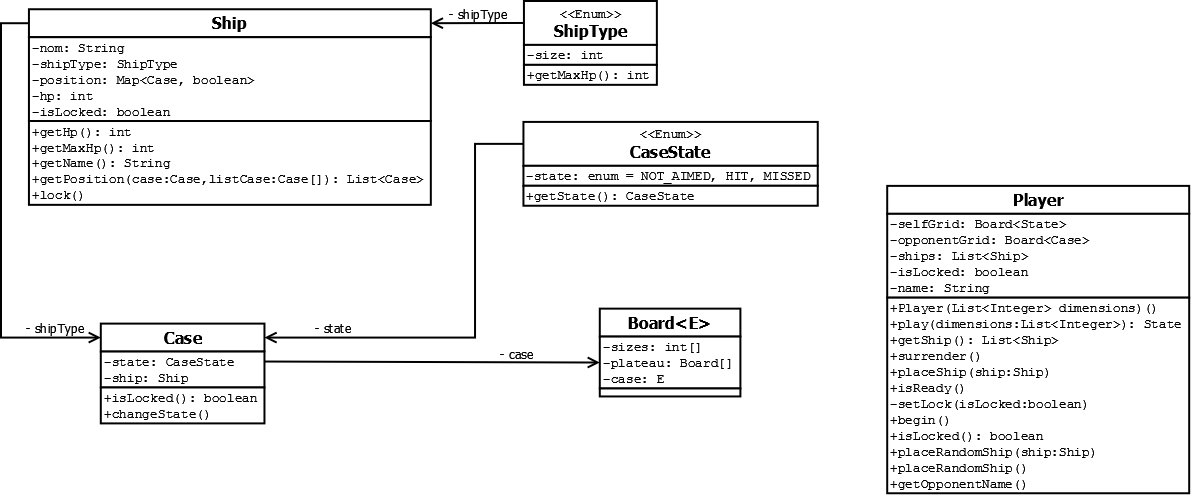 Ship
-nom: String
-shipType: ShipType
-position: Map<Case, boolean>
-hp: int
-isLocked: boolean
+getHp(): int
+getMaxHp(): int
+getName(): String
+getPosition(case:Case,listCase:Case[]): List<Case>
+lock()
- shipType
<<Enum>>
ShipType
-size: int
+getMaxHp(): int
<<Enum>>
CaseState
-state: enum = NOT_AIMED, HIT, MISSED
+getState(): CaseState
Player
-selfGrid: Board<State>
-opponentGrid: Board<Case>
-ships: List<Ship>
-isLocked: boolean
-name: String
+Player(List<Integer> dimensions)()
+play(dimensions:List<Integer>): State
+getShip(): List<Ship>
+surrender()
+placeShip(ship:Ship)
+isReady()
-setLock(isLocked:boolean)
+begin()
+isLocked(): boolean
+placeRandomShip(ship:Ship)
+placeRandomShip()
+getOpponentName()
- shipType
Case
-state: CaseState
-ship: Ship
+isLocked(): boolean
+changeState()
- state
- case
Board<E>
-sizes: int[]
-plateau: Board[]
-case: E